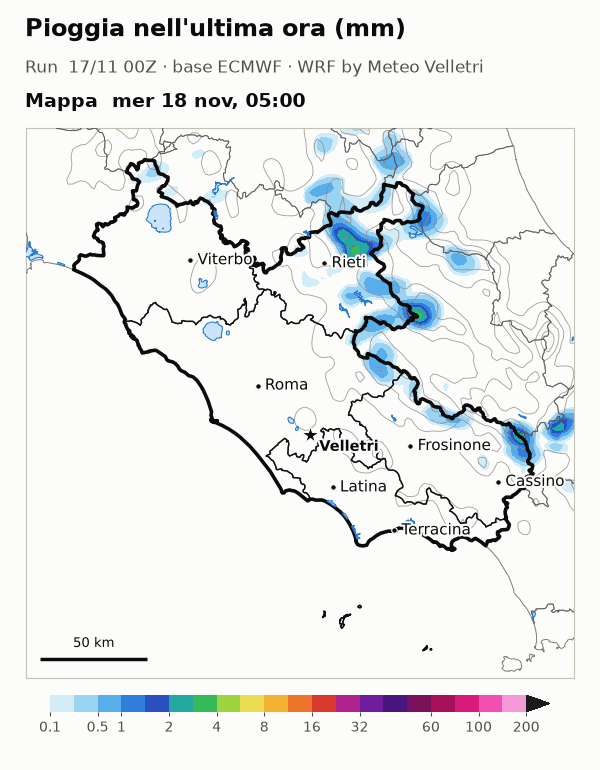 Pioggia nell'ultima ora (mm)
Run  17/11 00Z · base ECMWF · WRF by Meteo Velletri
Mappa  mer 18 nov, 05:00
Viterbo
Rieti
Roma
Velletri
Frosinone
Cassino
Latina
Terracina
50 km
0.1 0.5 1 2 4 8 16 32 60 100 200